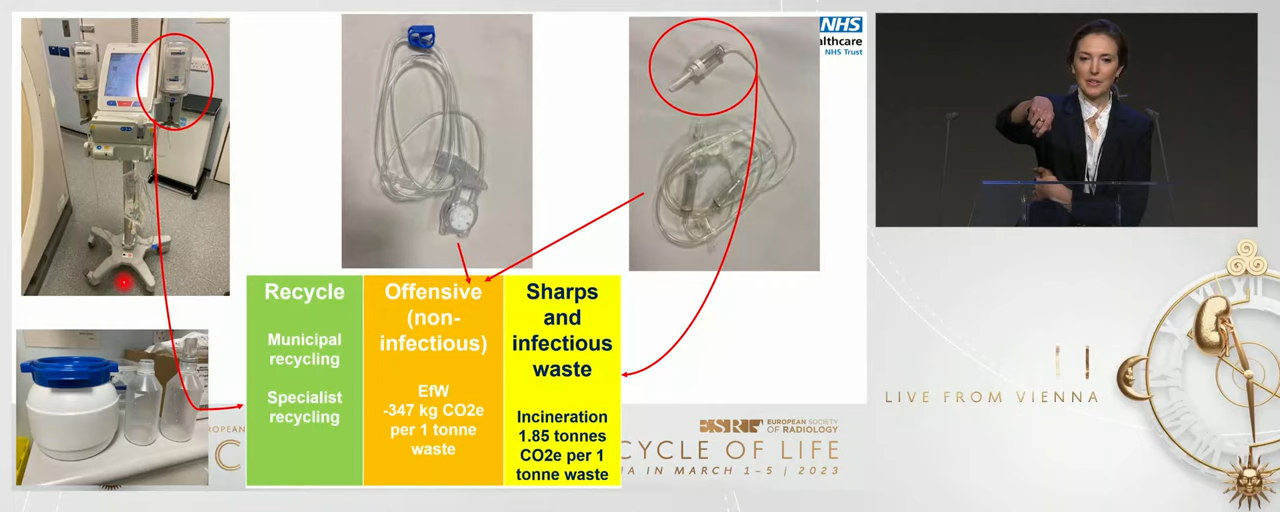 NHS
althcare
NHS Trust
Recycle
Municipal
recycling
Specialist
recycling
Offensive
(non-
infectious)
EfW
-347 kg CO2e
per 1 tonne
waste
Sharps
and
infectious
waste
Incineration
1.85 tonnes
CO2e per 1
tonne waste
EUROPEAN SOCIETY
OF RADIOLOGY
CYCLE OF LIFE
IN MARCH 1-5 | 2023
LIVE FROM VIENNA